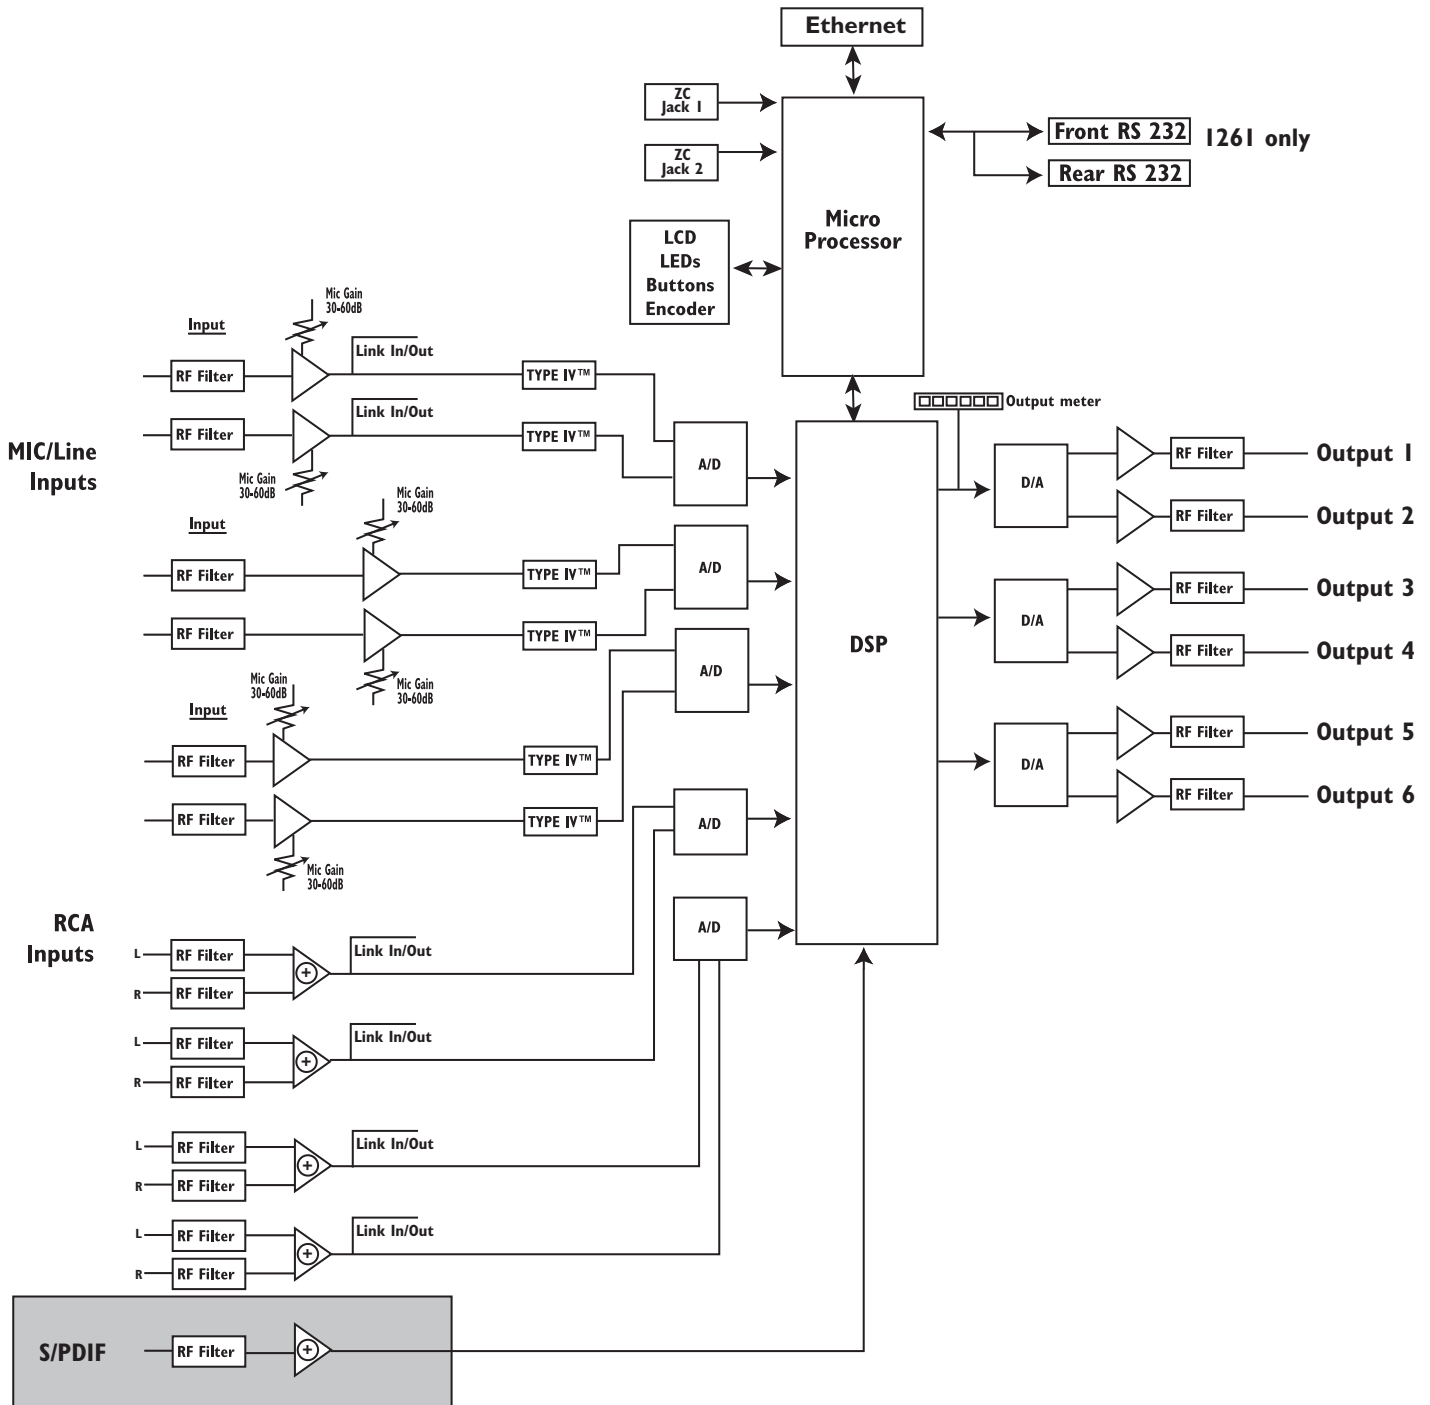 Ethernet
ZC
Jack 1
ZC
Jack 2
Front RS 232
1261 only
Rear RS 232
Micro
Processor
LCD
LEDs
Buttons
Encoder
Mic Gain
30-60dB
Input
RF Filter
Link In/Out
TYPE IV™
Output meter
RF Filter
Link In/Out
TYPE IV™
MIC/Line
Inputs
Mic Gain
30-60dB
A/D
D/A
RF Filter
Output 1
RF Filter
Output 2
Mic Gain
30-60dB
Input
RF Filter
TYPE IV™
A/D
RF Filter
TYPE IV™
Mic Gain
30-60dB
DSP
D/A
RF Filter
Output 3
RF Filter
Output 4
Mic Gain
30-60dB
Input
RF Filter
TYPE IV™
A/D
RF Filter
TYPE IV™
Mic Gain
30-60dB
D/A
RF Filter
Output 5
RF Filter
Output 6
A/D
A/D
RCA
Inputs
L
RF Filter
Link In/Out
R
RF Filter
L
RF Filter
Link In/Out
R
RF Filter
L
RF Filter
Link In/Out
R
RF Filter
L
RF Filter
Link In/Out
R
RF Filter
S/PDIF
RF Filter